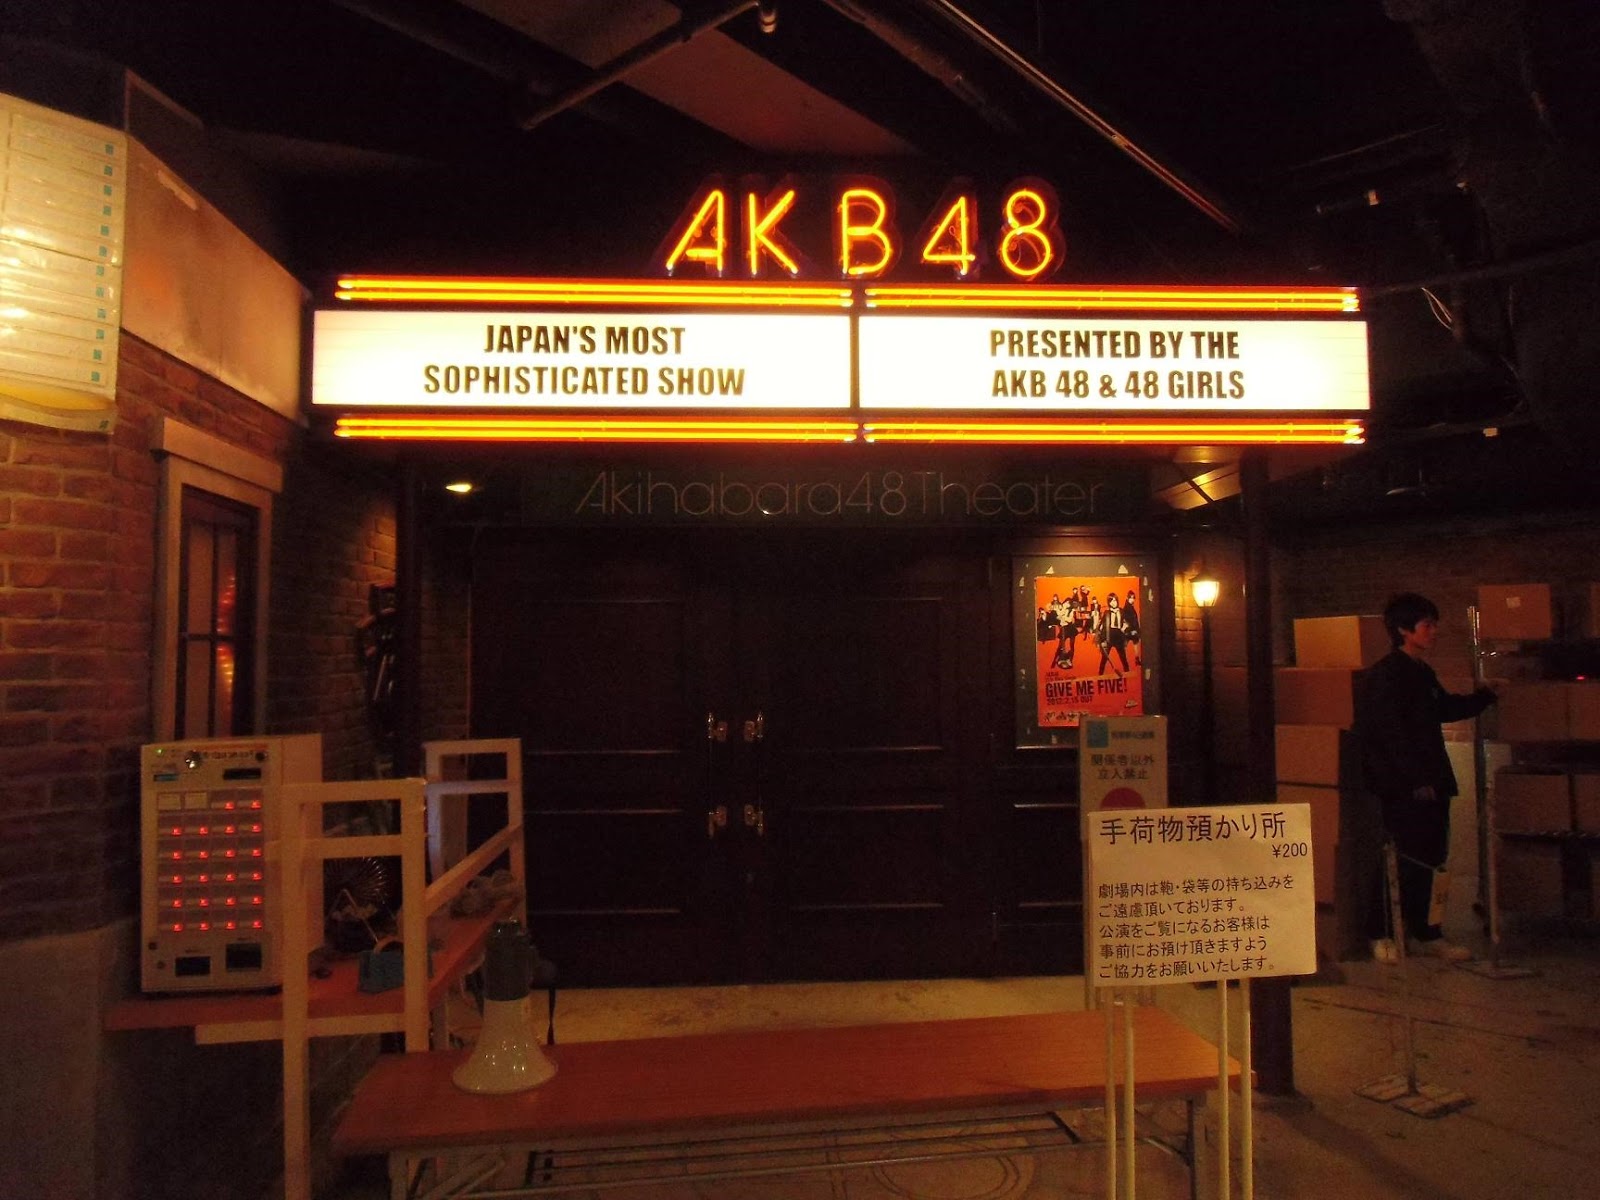 AKB48
JAPAN'S MOST
SOPHISTICATED SHOW
PRESENTED BY THE
AKB 48 & 48 GIRLS
Akihabara48Theater
GIVE ME FIVE!
2012.2.15 OUT
関係者以外
立入禁止
手荷物預かり所
¥200
劇場内は鞄・袋等の持ち込みを
ご遠慮頂いております。
公演をご覧になるお客様は
事前にお預け頂きますよう
ご協力をお願いいたします。